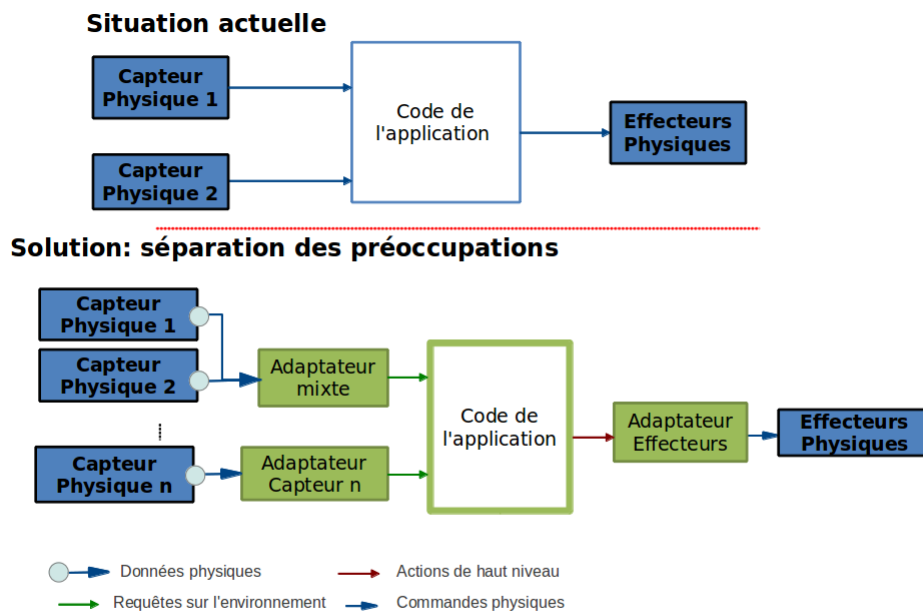 Situation actuelle
Capteur
Physique 1
Code de
l'application
Effecteurs
Physiques
Capteur
Physique 2
Solution: séparation des préoccupations
Capteur
Physique 1
Capteur
Physique 2
Adaptateur
mixte
Code de
l'application
Adaptateur
Effecteurs
Effecteurs
Physiques
Capteur
Physique n
Adaptateur
Capteur n
Données physiques
Actions de haut niveau
Requêtes sur l'environnement
Commandes physiques